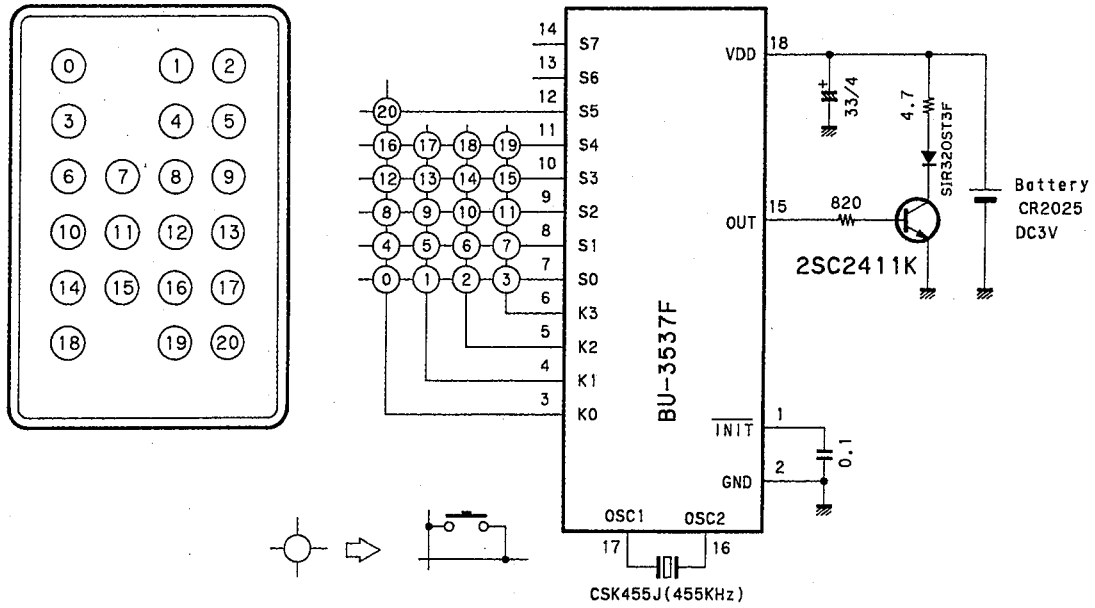 0 1 2
3 4 5
6 7 8 9
10 11 12 13
14 15 16 17
18 19 20
14 S7
13 S6
20 12 S5
16 17 18 19 11 S4
12 13 14 15 10 S3
8 9 10 11 9 S2
4 5 6 7 8 S1
0 1 2 3 7 S0
6 K3
5 K2
4 K1
3 K0
BU-3537F
VDD 18
OUT 15
INIT 1
GND 2
OSC1 OSC2
17 16
CSK455J(455KHz)
+
33/4
4.7
SIR320ST3F
820
2SC2411K
Battery
CR2025
DC3V
0.1